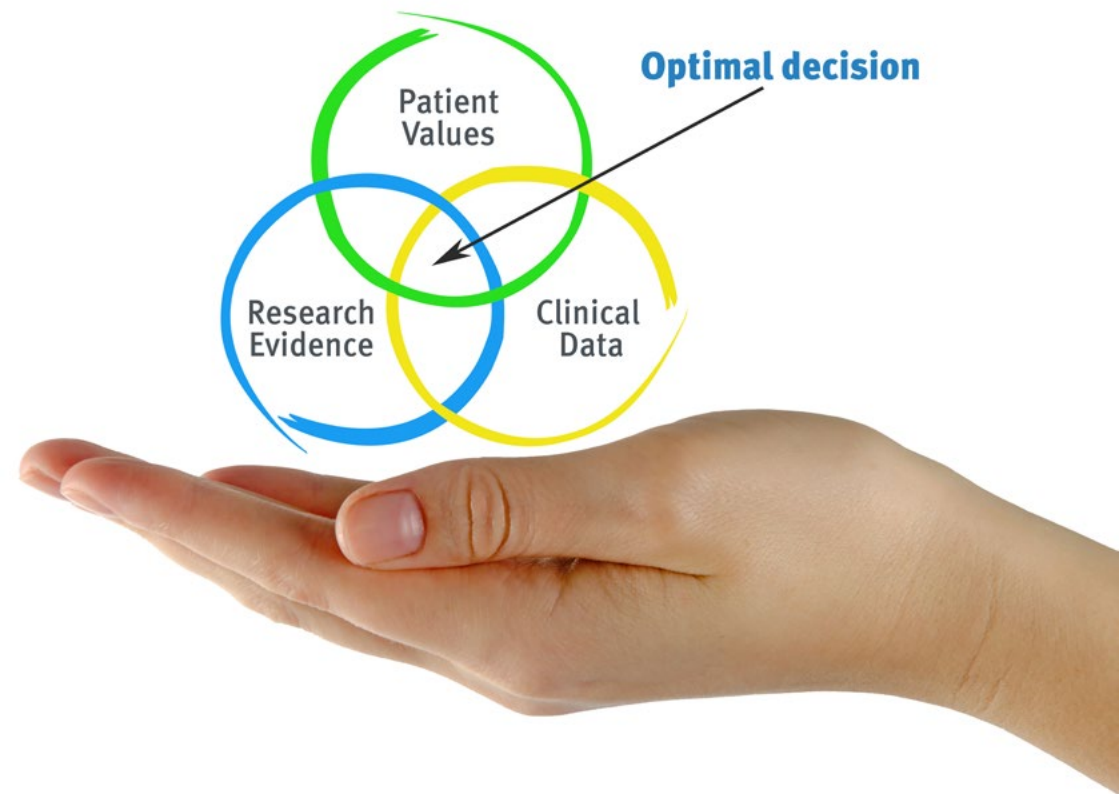 Optimal decision
Patient
Values
Research
Evidence
Clinical
Data